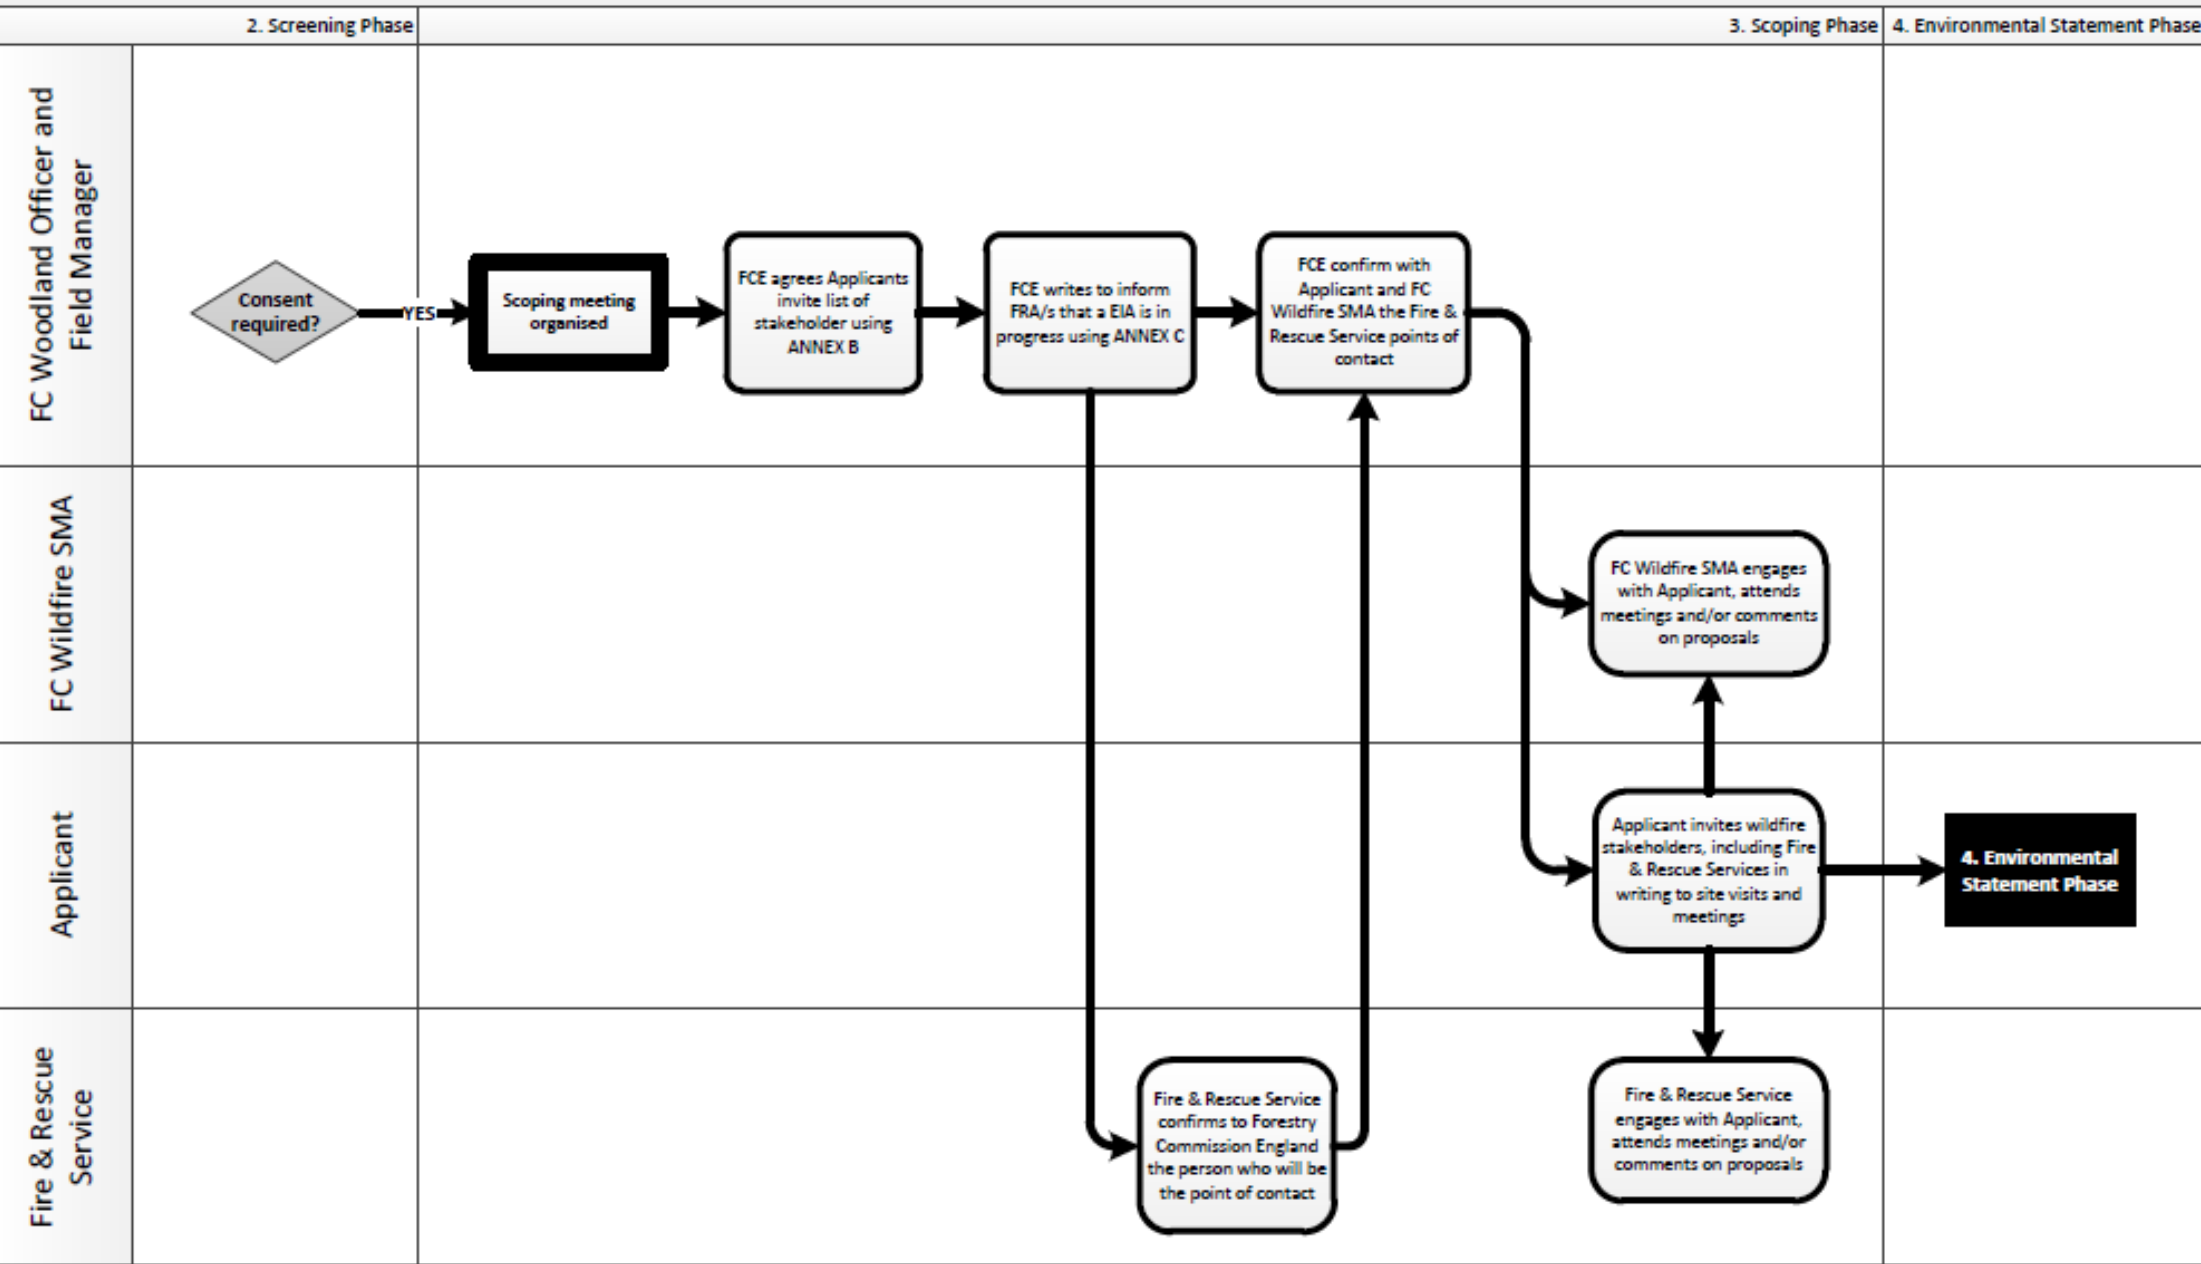 2. Screening Phase
3. Scoping Phase
4. Environmental Statement Phase
FC Woodland Officer and
Field Manager
Consent
required?
YES
Scoping meeting
organised
FCE agrees Applicants
invite list of
stakeholder using
ANNEX B
FCE writes to inform
FRA/s that a EIA is in
progress using ANNEX C
FCE confirm with
Applicant and FC
Wildfire SMA the Fire &
Rescue Service points of
contact
FC Wildfire SMA
FC Wildfire SMA engages
with Applicant, attends
meetings and/or comments
on proposals
Applicant
Applicant invites wildfire
stakeholders, including Fire
& Rescue Services in
writing to site visits and
meetings
4. Environmental
Statement Phase
Fire & Rescue
Service
Fire & Rescue Service
confirms to Forestry
Commission England
the person who will be
the point of contact
Fire & Rescue Service
engages with Applicant,
attends meetings and/or
comments on proposals